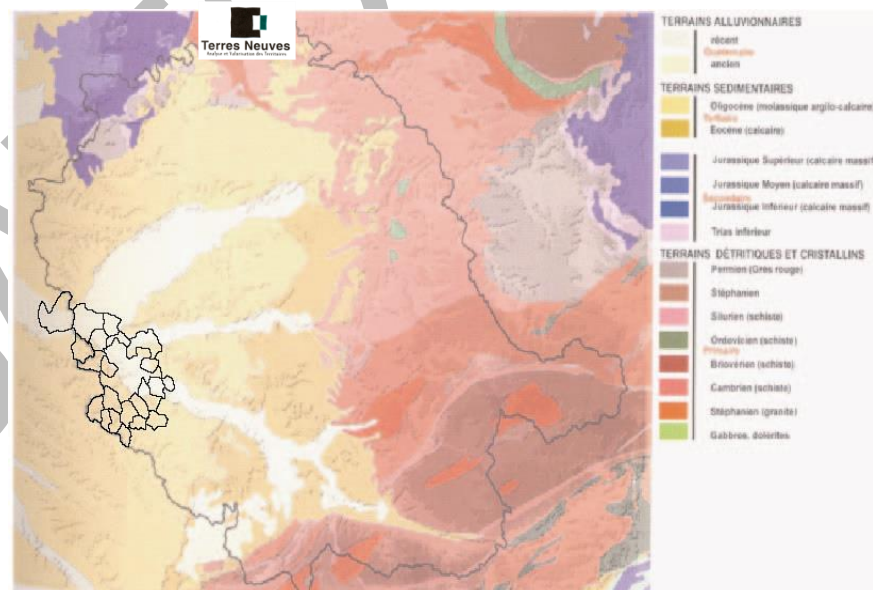 Terres Neuves
Analyse et Valorisation des Territoires
TERRAINS ALLUVIONNAIRES
récent
Quaternaire
ancien
TERRAINS SEDIMENTAIRES
Oligocène (molassique argilo-calcaire)
Tertiaire
Eocène (calcaire)
Jurassique Supérieur (calcaire massif)
Jurassique Moyen (calcaire massif)
Secondaire
Jurassique Inférieur (calcaire massif)
Trias inférieur
TERRAINS DÉTRITIQUES ET CRISTALLINS
Permien (Gres rouge)
Stéphanien
Silurien (schiste)
Ordovicien (schiste)
Primaire
Briovérien (schiste)
Cambrien (schiste)
Stéphanien (granite)
Gabbros, dolérites